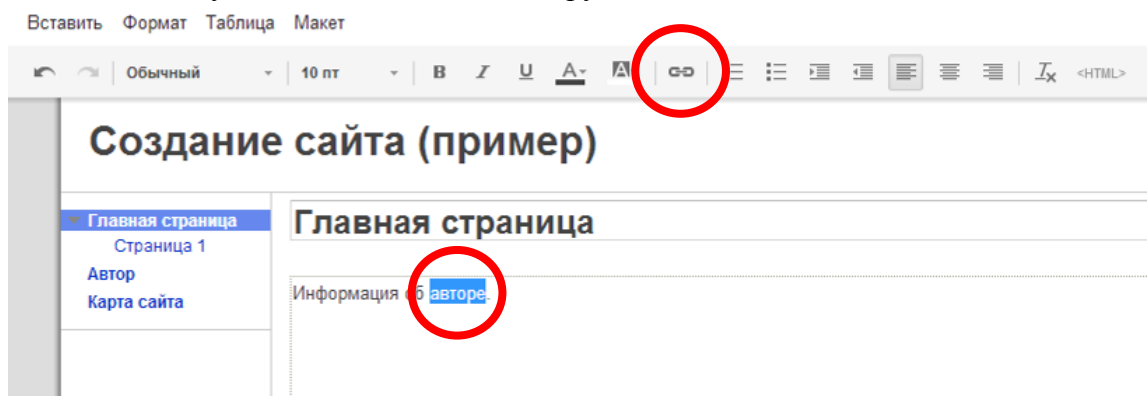 Вставить Формат Таблица Макет
Обычный 10 пт B I U A A Tx <HTML>
Создание сайта (пример)
Главная страница
Страница 1
Автор
Карта сайта
Главная страница
Информация об авторе.